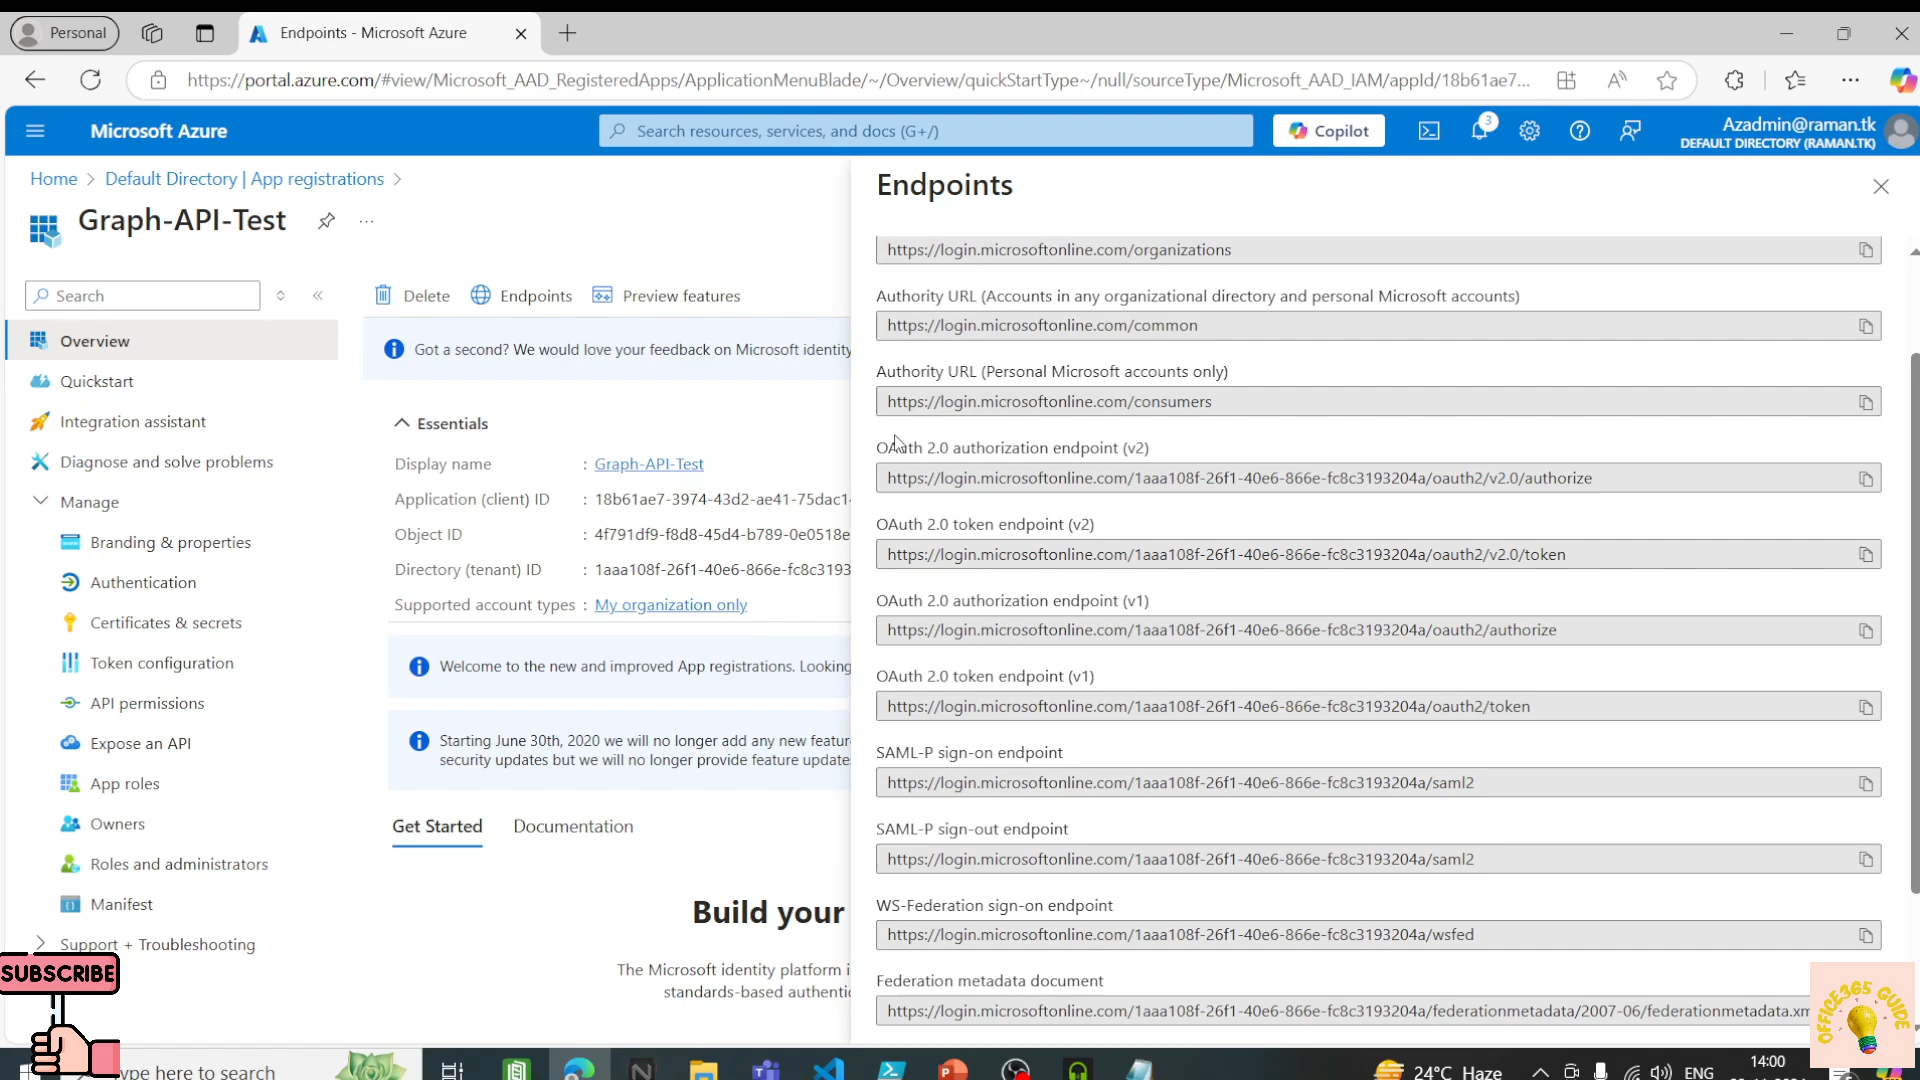 Personal
Endpoints - Microsoft Azure
https://portal.azure.com/#view/Microsoft_AAD_RegisteredApps/ApplicationMenuBlade/~/Overview/quickStartType~/null/sourceType/Microsoft_AAD_IAM/appId/18b61ae7...
Microsoft Azure
Search resources, services, and docs (G+/)
Copilot
3
Azadmin@raman.tk
DEFAULT DIRECTORY (RAMAN.TK)
Home > Default Directory | App registrations >
Graph-API-Test
Search
Overview
Quickstart
Integration assistant
Diagnose and solve problems
Manage
Branding & properties
Authentication
Certificates & secrets
Token configuration
API permissions
Expose an API
App roles
Owners
Roles and administrators
Manifest
Support + Troubleshooting
Delete
Endpoints
Preview features
Got a second? We would love your feedback on Microsoft identity
Essentials
Display name : Graph-API-Test
Application (client) ID : 18b61ae7-3974-43d2-ae41-75dac1
Object ID : 4f791df9-f8d8-45d4-b789-0e0518e
Directory (tenant) ID : 1aaa108f-26f1-40e6-866e-fc8c3193
Supported account types : My organization only
Welcome to the new and improved App registrations. Looking
Starting June 30th, 2020 we will no longer add any new featur
security updates but we will no longer provide feature update
Get Started
Documentation
Build your
The Microsoft identity platform i
standards-based authenti
Endpoints
https://login.microsoftonline.com/organizations
Authority URL (Accounts in any organizational directory and personal Microsoft accounts)
https://login.microsoftonline.com/common
Authority URL (Personal Microsoft accounts only)
https://login.microsoftonline.com/consumers
OAuth 2.0 authorization endpoint (v2)
https://login.microsoftonline.com/1aaa108f-26f1-40e6-866e-fc8c3193204a/oauth2/v2.0/authorize
OAuth 2.0 token endpoint (v2)
https://login.microsoftonline.com/1aaa108f-26f1-40e6-866e-fc8c3193204a/oauth2/v2.0/token
OAuth 2.0 authorization endpoint (v1)
https://login.microsoftonline.com/1aaa108f-26f1-40e6-866e-fc8c3193204a/oauth2/authorize
OAuth 2.0 token endpoint (v1)
https://login.microsoftonline.com/1aaa108f-26f1-40e6-866e-fc8c3193204a/oauth2/token
SAML-P sign-on endpoint
https://login.microsoftonline.com/1aaa108f-26f1-40e6-866e-fc8c3193204a/saml2
SAML-P sign-out endpoint
https://login.microsoftonline.com/1aaa108f-26f1-40e6-866e-fc8c3193204a/saml2
WS-Federation sign-on endpoint
https://login.microsoftonline.com/1aaa108f-26f1-40e6-866e-fc8c3193204a/wsfed
Federation metadata document
https://login.microsoftonline.com/1aaa108f-26f1-40e6-866e-fc8c3193204a/federationmetadata/2007-06/federationmetadata.xm
SUBSCRIBE
OFFICE365 GUIDE
ype here to search
24°C Haze
ENG
14:00